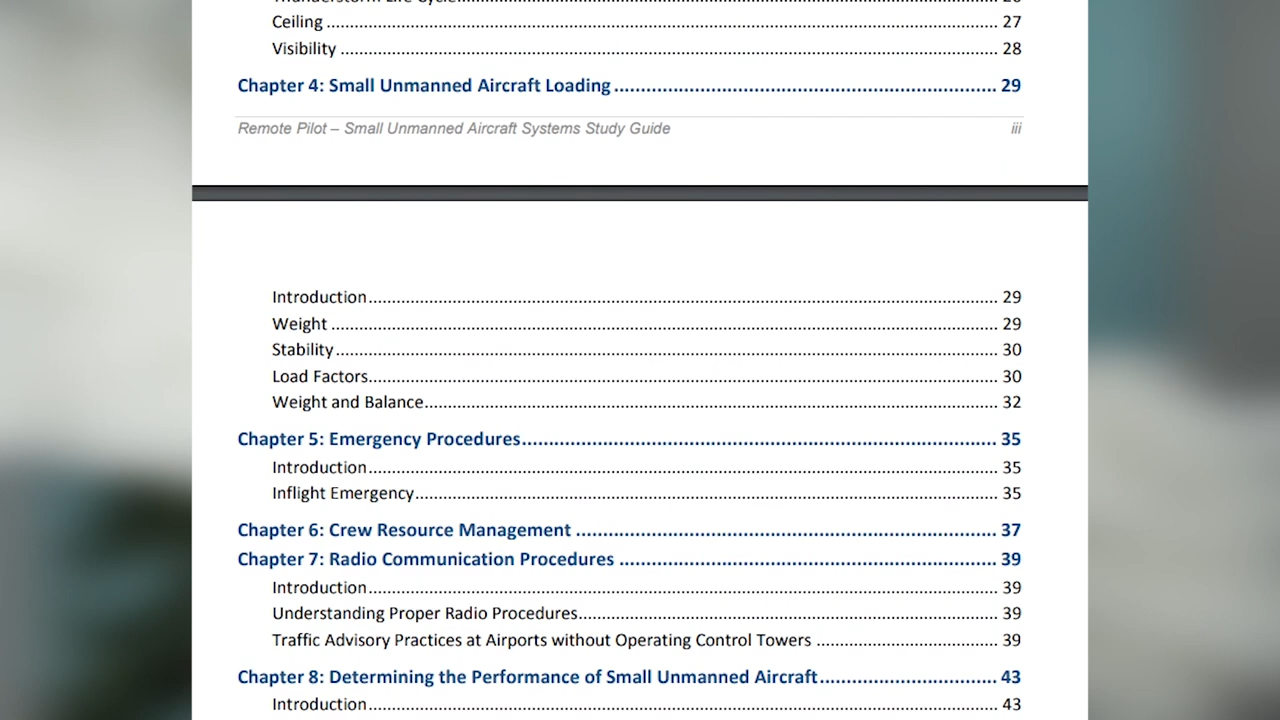 Ceiling ........ 27
Visibility ........ 28
Chapter 4: Small Unmanned Aircraft Loading ........ 29
Remote Pilot – Small Unmanned Aircraft Systems Study Guide iii
Introduction ........ 29
Weight ........ 29
Stability ........ 30
Load Factors ........ 30
Weight and Balance ........ 32
Chapter 5: Emergency Procedures ........ 35
Introduction ........ 35
Inflight Emergency ........ 35
Chapter 6: Crew Resource Management ........ 37
Chapter 7: Radio Communication Procedures ........ 39
Introduction ........ 39
Understanding Proper Radio Procedures ........ 39
Traffic Advisory Practices at Airports without Operating Control Towers ........ 39
Chapter 8: Determining the Performance of Small Unmanned Aircraft ........ 43
Introduction ........ 43